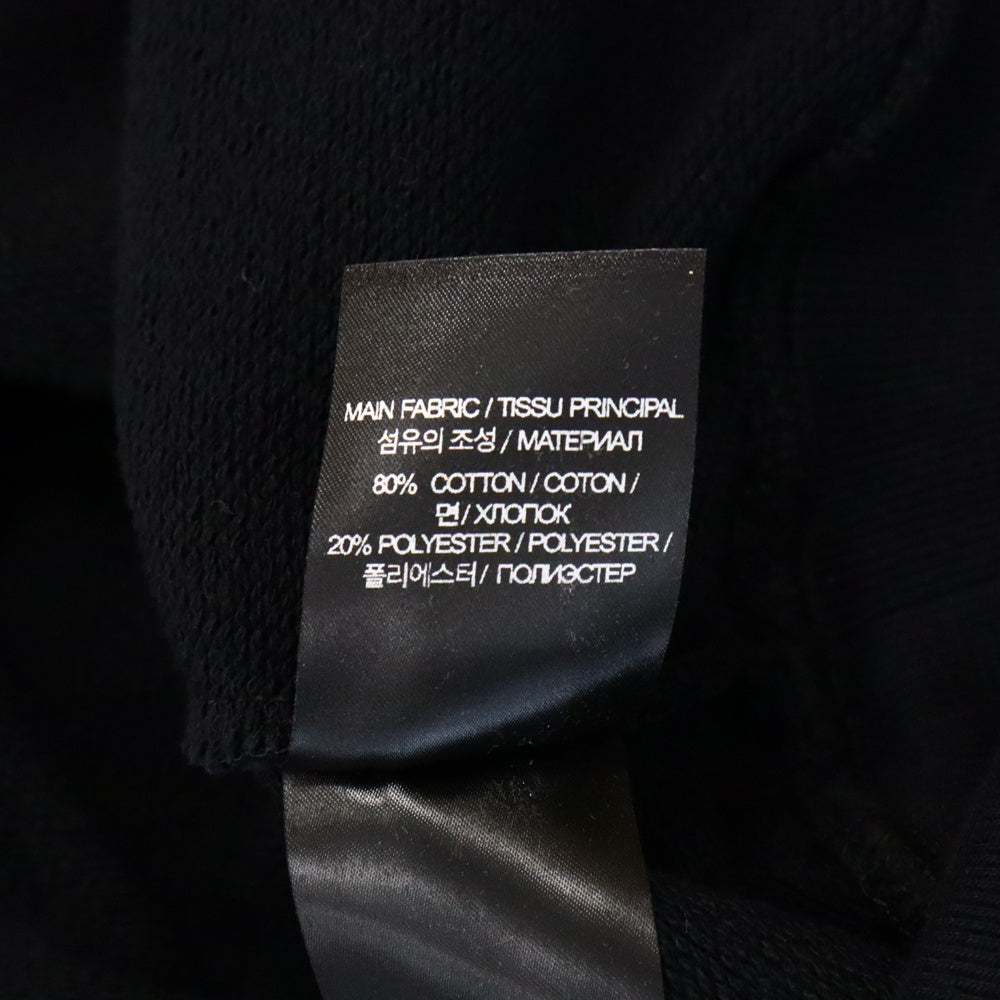 MAIN FABRIC / TISSU PRINCIPAL
섬유의 조성 / МАТЕРИАЛ
80% COTTON / COTON /
면 / ХЛОПОК
20% POLYESTER / POLYESTER /
폴리에스터 / ПОЛИЭСТЕР